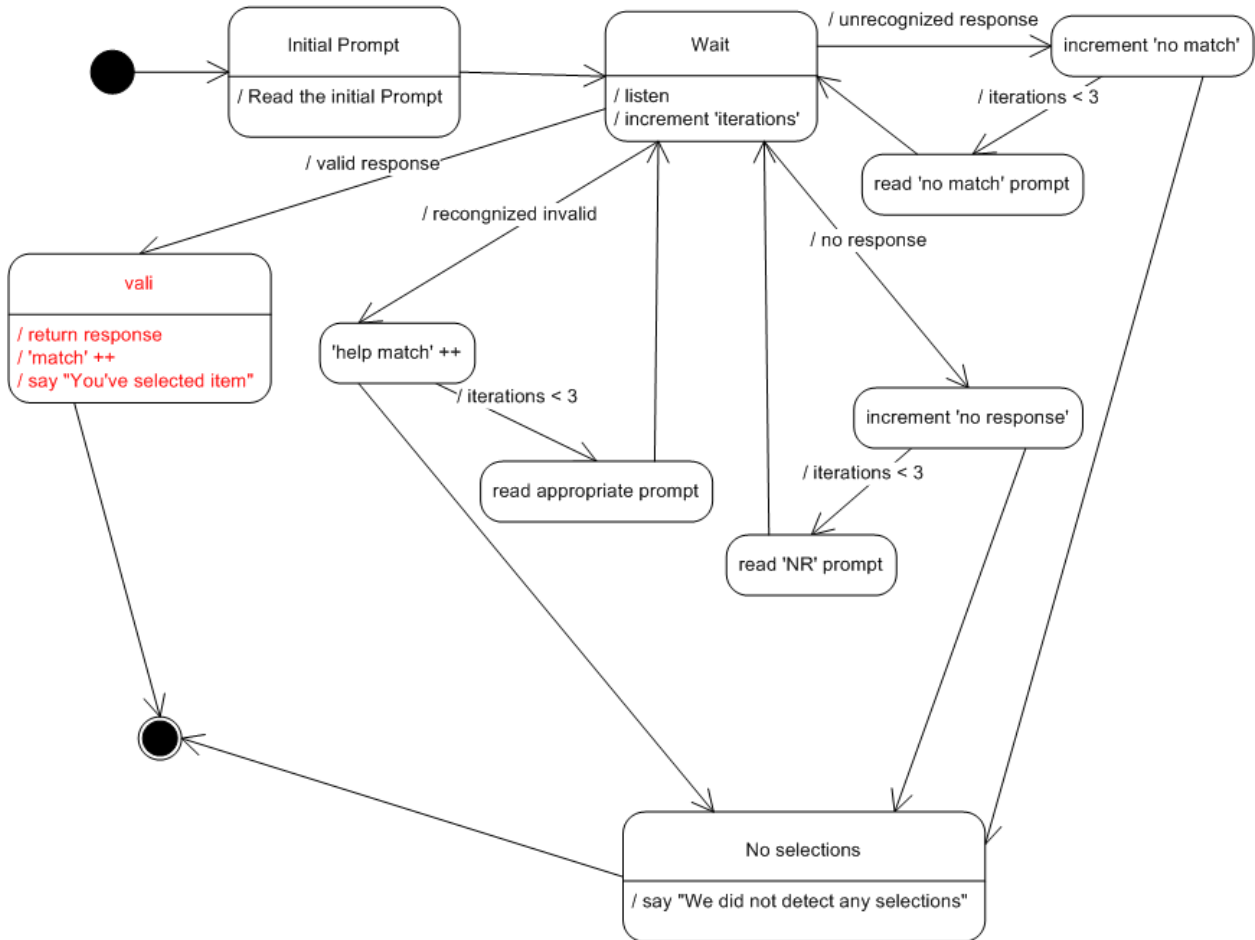 Initial Prompt
/ Read the initial Prompt
Wait
/ listen
/ increment 'iterations'
/ unrecognized response
increment 'no match'
/ iterations < 3
read 'no match' prompt
/ valid response
/ recongnized invalid
/ no response
vali
/ return response
/ 'match' ++
/ say "You've selected item"
'help match' ++
/ iterations < 3
read appropriate prompt
increment 'no response'
/ iterations < 3
read 'NR' prompt
No selections
/ say "We did not detect any selections"